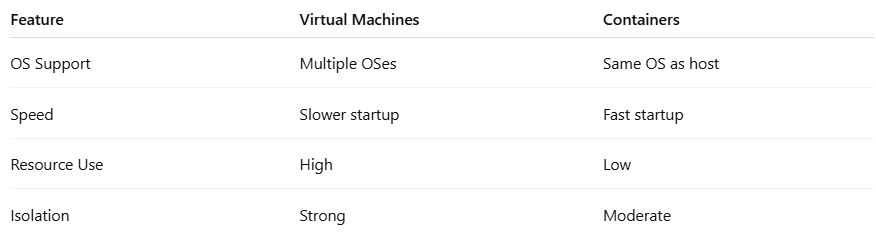 Feature Virtual Machines Containers
OS Support Multiple OSes Same OS as host
Speed Slower startup Fast startup
Resource Use High Low
Isolation Strong Moderate